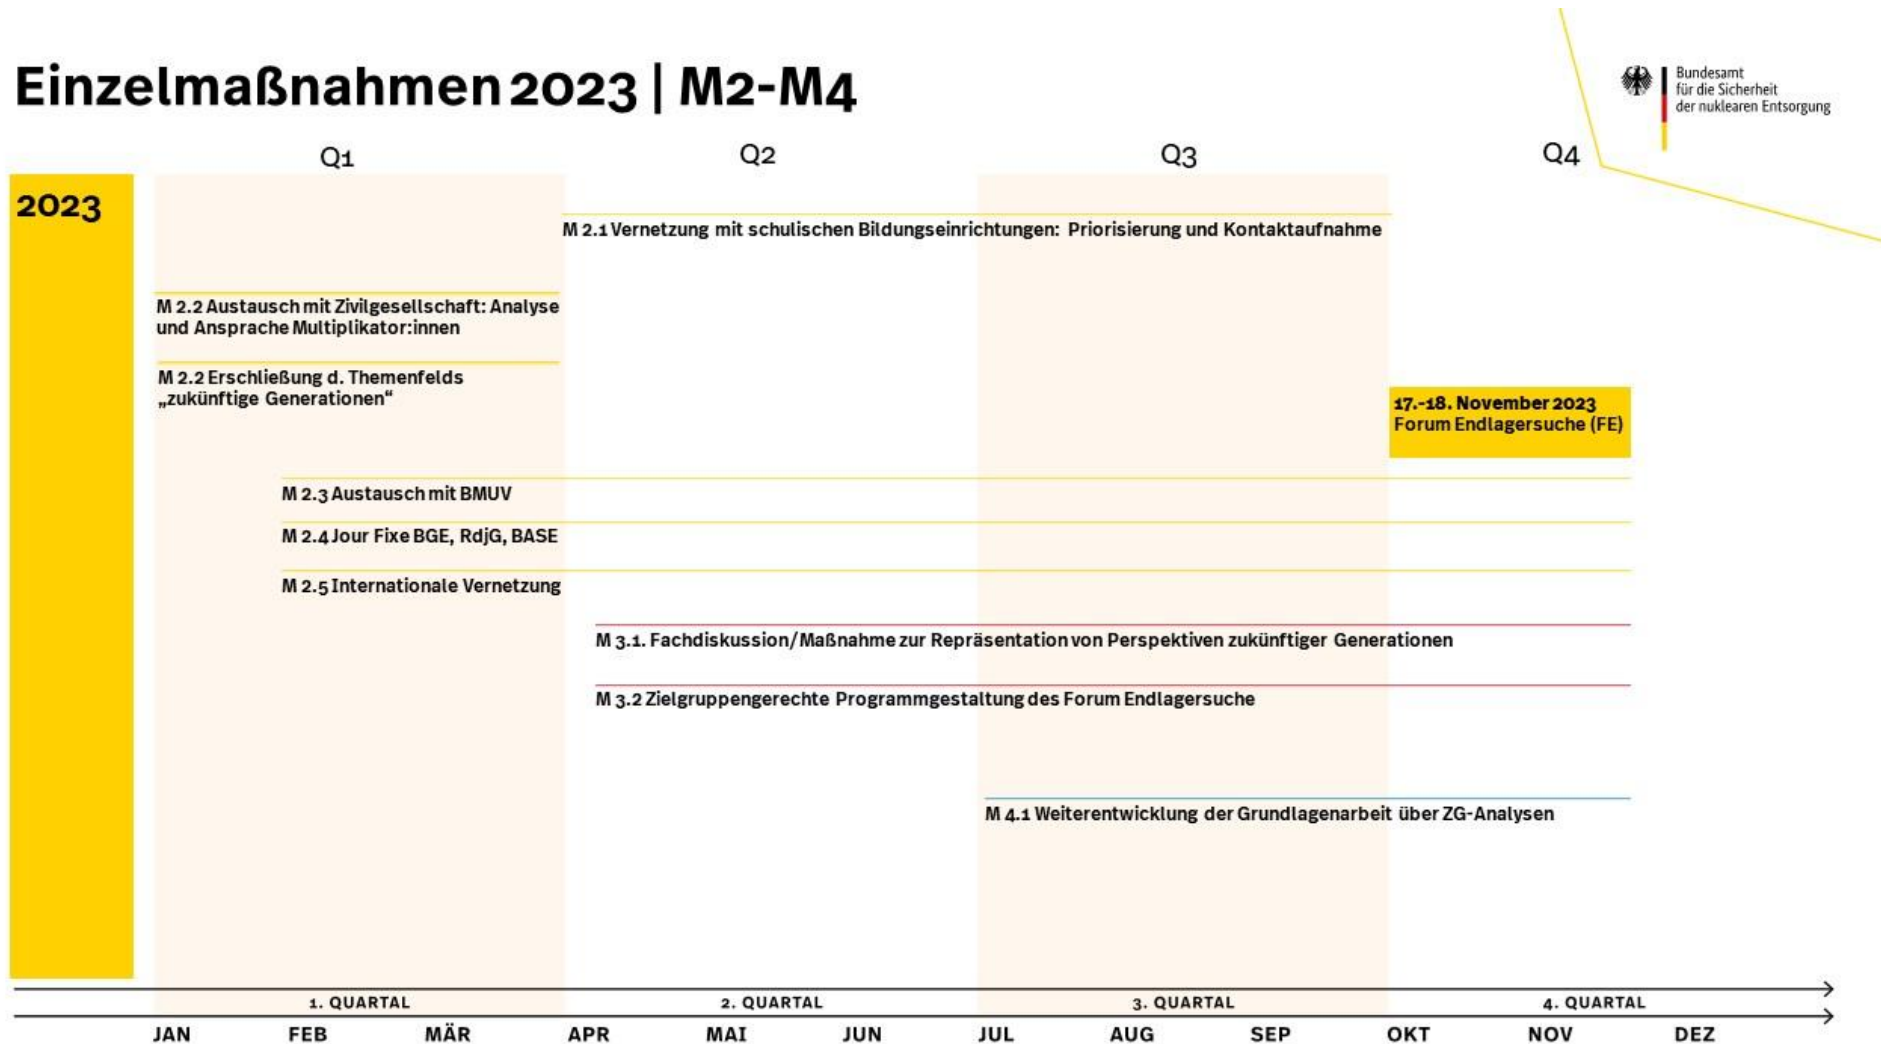 Einzelmaßnahmen 2023 | M2-M4
Bundesamt
für die Sicherheit
der nuklearen Entsorgung
Q1
Q2
Q3
Q4
2023
M 2.1 Vernetzung mit schulischen Bildungseinrichtungen: Priorisierung und Kontaktaufnahme
M 2.2 Austausch mit Zivilgesellschaft: Analyse
und Ansprache Multiplikator:innen
M 2.2 Erschließung d. Themenfelds
„zukünftige Generationen“
17.-18. November 2023
Forum Endlagersuche (FE)
M 2.3 Austausch mit BMUV
M 2.4 Jour Fixe BGE, RdjG, BASE
M 2.5 Internationale Vernetzung
M 3.1. Fachdiskussion/Maßnahme zur Repräsentation von Perspektiven zukünftiger Generationen
M 3.2 Zielgruppengerechte Programmgestaltung des Forum Endlagersuche
M 4.1 Weiterentwicklung der Grundlagenarbeit über ZG-Analysen
1. QUARTAL
2. QUARTAL
3. QUARTAL
4. QUARTAL
JAN
FEB
MÄR
APR
MAI
JUN
JUL
AUG
SEP
OKT
NOV
DEZ